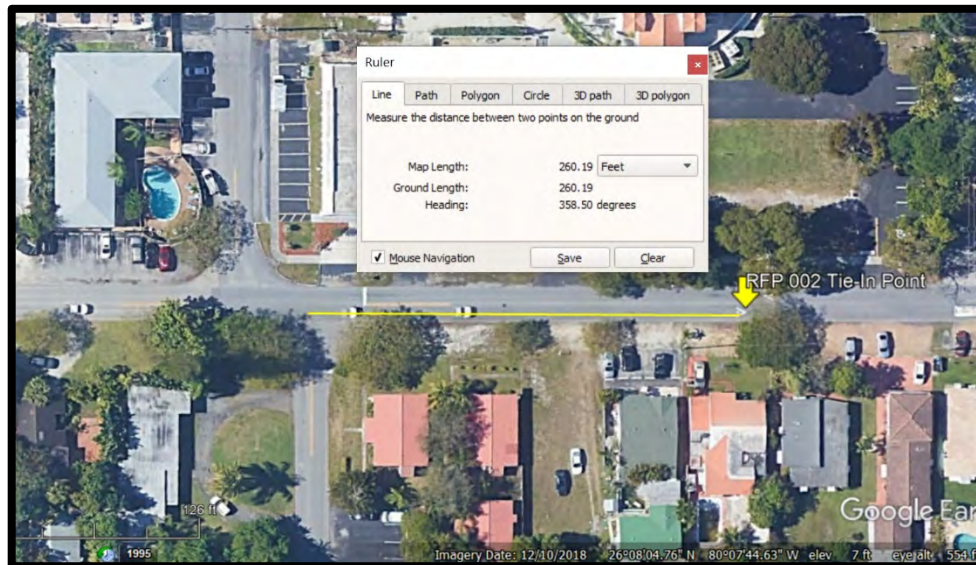 Ruler
Line Path Polygon Circle 3D path 3D polygon
Measure the distance between two points on the ground
Map Length: 260.19 Feet
Ground Length: 260.19
Heading: 358.50 degrees
Mouse Navigation Save Clear
RFP 002 Tie-In Point
126 ft
Google Ear
1995
Imagery Date: 12/10/2018 26°08'04.76" N 80°07'44.63" W elev 7 ft eye alt 554 f